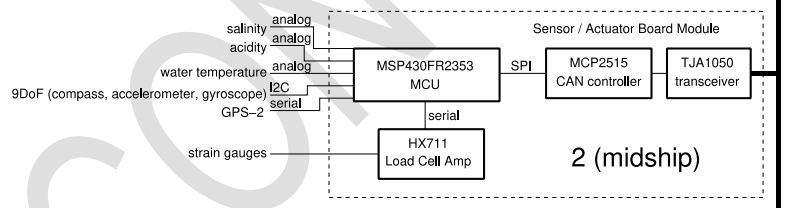 analog
salinity
analog
acidity
analog
water temperature
I2C
9DoF (compass, accelerometer, gyroscope)
serial
GPS–2
strain gauges
Sensor / Actuator Board Module
MSP430FR2353
MCU
SPI
MCP2515
CAN controller
TJA1050
transceiver
serial
HX711
Load Cell Amp
2 (midship)